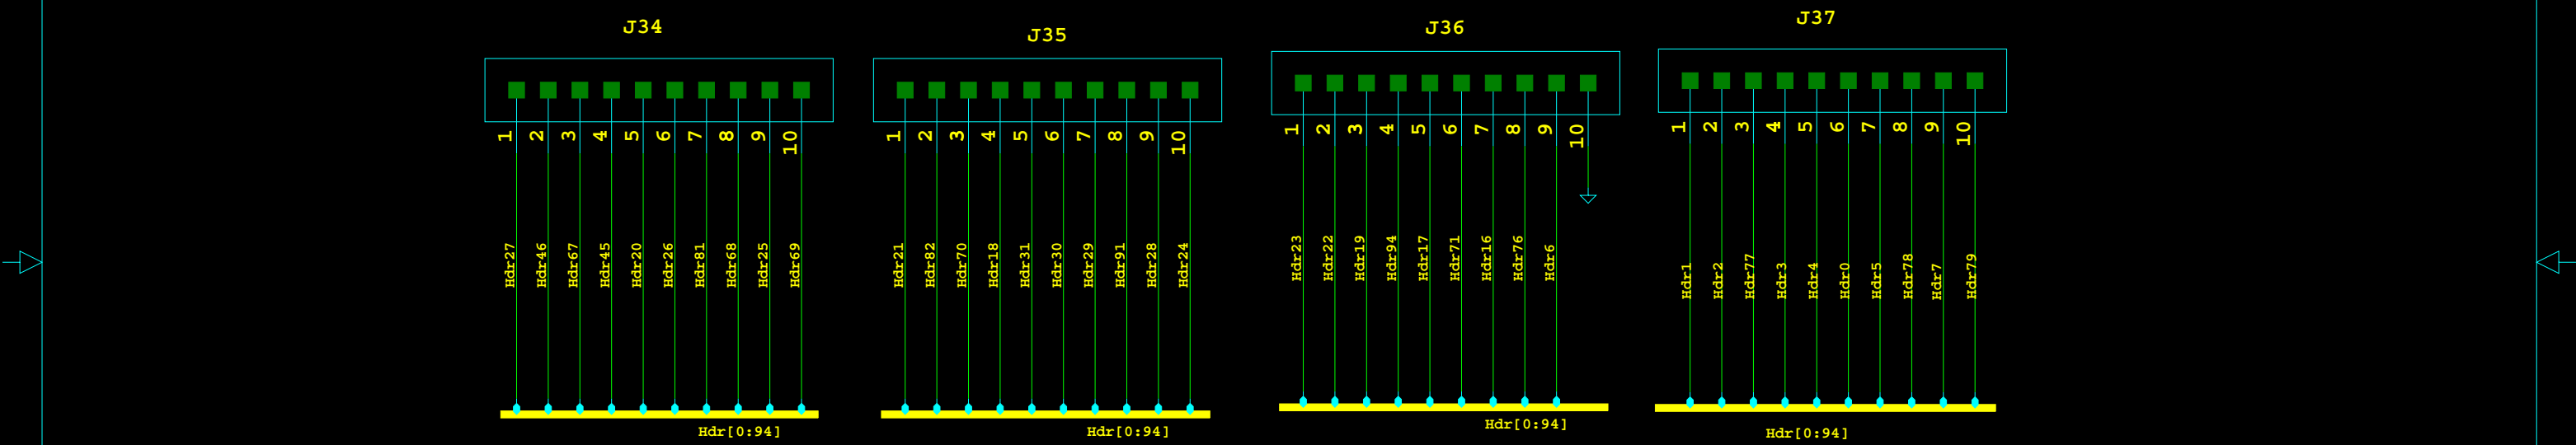 J34
1 2 3 4 5 6 7 8 9 10
Hdr27 Hdr46 Hdr67 Hdr45 Hdr20 Hdr26 Hdr81 Hdr68 Hdr25 Hdr69
Hdr[0:94]
J35
1 2 3 4 5 6 7 8 9 10
Hdr21 Hdr82 Hdr70 Hdr18 Hdr31 Hdr30 Hdr29 Hdr91 Hdr28 Hdr24
Hdr[0:94]
J36
1 2 3 4 5 6 7 8 9 10
Hdr23 Hdr22 Hdr19 Hdr94 Hdr17 Hdr71 Hdr16 Hdr76 Hdr6
Hdr[0:94]
J37
1 2 3 4 5 6 7 8 9 10
Hdr1 Hdr2 Hdr77 Hdr3 Hdr4 Hdr0 Hdr5 Hdr78 Hdr7 Hdr79
Hdr[0:94]